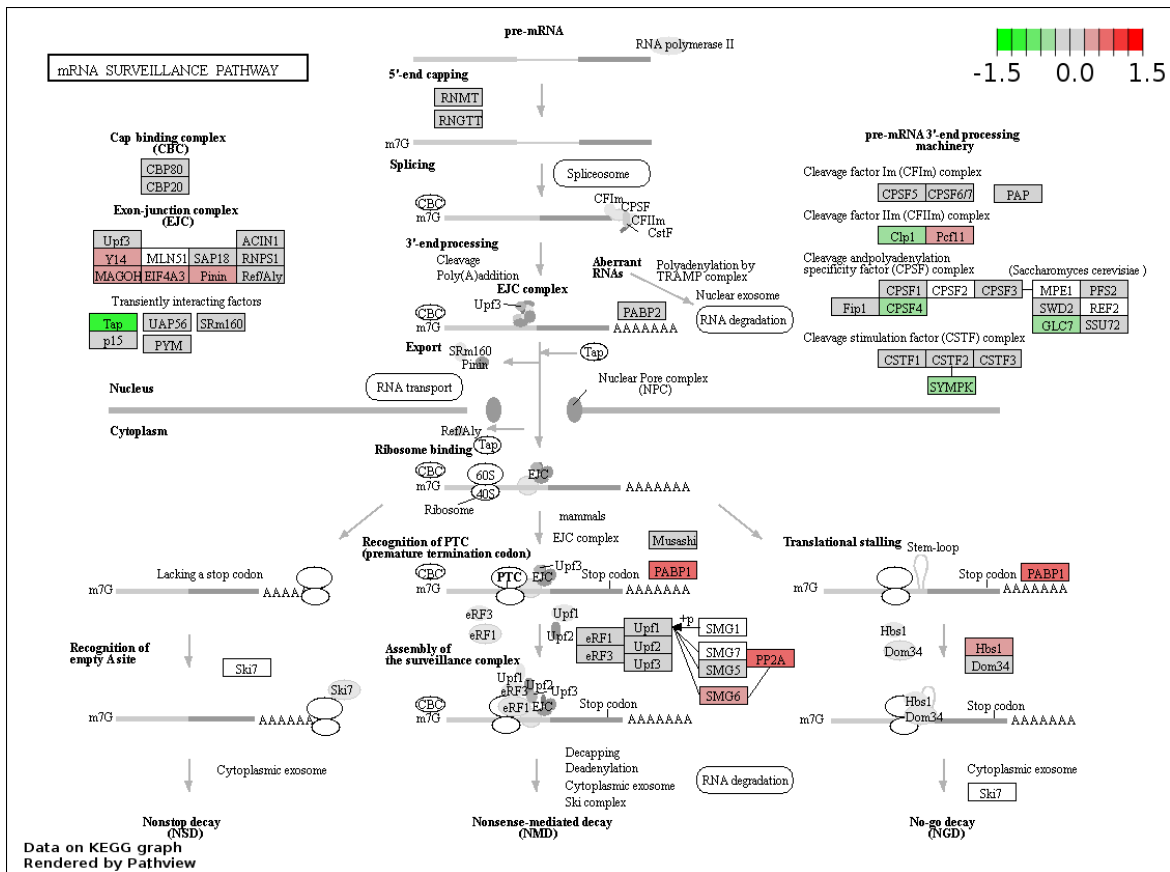 mRNA SURVEILLANCE PATHWAY
pre-mRNA
RNA polymerase II
-1.5 0.0 1.5
5'-end capping
RNMT
RNGTT
m7G
Cap binding complex
(CBC)
CBP80
CBP20
Splicing
Spliceosome
CBC
m7G
CFIm
CPSF
CFIIm
CstF
Exon-junction complex
(EJC)
Upf3 ACIN1
Y14 MLN51 SAP18 RNPS1
MAGOH EIF4A3 Pinin Ref/Aly
Transiently interacting factors
Tap UAP56 SRm160
p15 PYM
pre-mRNA 3'-end processing
machinery
Cleavage factor Im (CFIm) complex
CPSF5 CPSF6/7 PAP
Cleavage factor IIm (CFIIm) complex
Clp1 Pcf11
Cleavage andpolyadenylation
specificity factor (CPSF) complex
(Saccharomyces cerevisiae )
CPSF1 CPSF2 CPSF3 MPE1 PFS2
Fip1 CPSF4 SWD2 REF2
GLC7 SSU72
Cleavage stimulation factor (CSTF) complex
CSTF1 CSTF2 CSTF3
SYMPK
3'-end processing
Cleavage
Poly(A)addition
Aberrant
RNAs
Polyadenylation by
TRAMP complex
Nuclear exosome
RNA degradation
EJC complex
Upf3
CBC
m7G
PABP2
AAAAAAA
Export
SRm160
Pinin
Tap
RNA transport
Nuclear Pore complex
(NPC)
Nucleus
Cytoplasm
Ref/Aly
Tap
Ribosome binding
CBC
m7G
60S
40S
EJC
AAAAAAA
Ribosome
mammals
EJC complex
Recognition of PTC
(premature termination codon)
Musashi
PABP1
CBC
m7G
PTC
EJC
Upf3
Stop codon
AAAAAAA
Translational stalling
Stem-loop
m7G
Stop codon
PABP1
AAAAAAA
Lacking a stop codon
m7G
AAAAA
eRF3
eRF1
Upf1
Upf2
eRF1
eRF3
Upf1
Upf2
Upf3
+p
SMG1
SMG7
SMG5
PP2A
SMG6
Hbs1
Dom34
Hbs1
Dom34
Recognition of
empty A site
Ski7
Ski7
m7G
AAAAAA
Assembly of
the surveillance complex
Upf1
eRF3
Upf2
Upf3
eRF1
EJC
CBC
m7G
Stop codon
AAAAAAA
m7G
Hbs1
Dom34
Stop codon
AAAAAAA
Cytoplasmic exosome
Decapping
Deadenylation
Cytoplasmic exosome
Ski complex
RNA degradation
Cytoplasmic exosome
Ski7
Nonstop decay
(NSD)
Nonsense-mediated decay
(NMD)
No-go decay
(NGD)
Data on KEGG graph
Rendered by Pathview